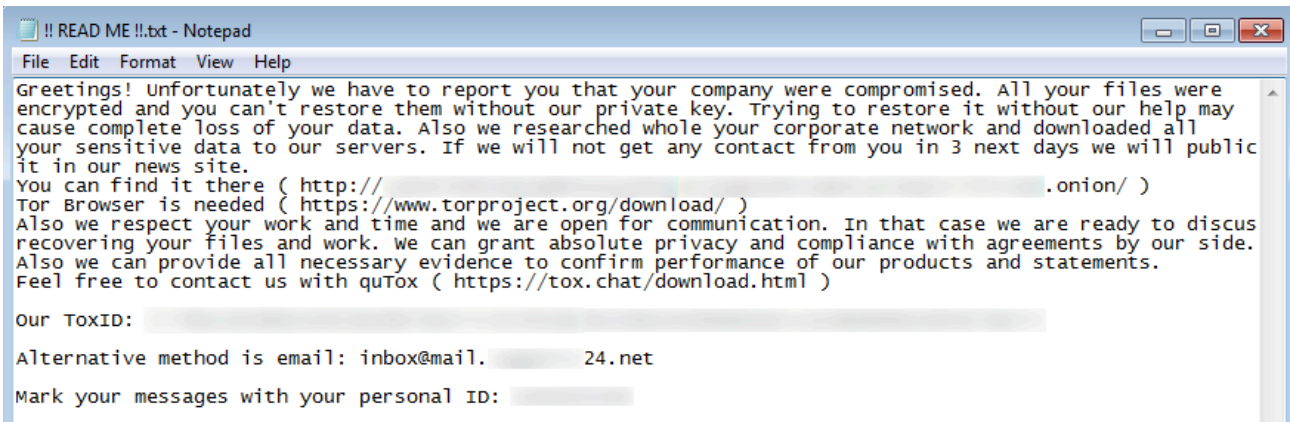 !! READ ME !!.txt - Notepad
File Edit Format View Help
Greetings! Unfortunately we have to report you that your company were compromised. All your files were
encrypted and you can't restore them without our private key. Trying to restore it without our help may
cause complete loss of your data. Also we researched whole your corporate network and downloaded all
your sensitive data to our servers. If we will not get any contact from you in 3 next days we will public
it in our news site.
You can find it there ( http:// .onion/ )
Tor Browser is needed ( https://www.torproject.org/download/ )
Also we respect your work and time and we are open for communication. In that case we are ready to discus
recovering your files and work. We can grant absolute privacy and compliance with agreements by our side.
Also we can provide all necessary evidence to confirm performance of our products and statements.
Feel free to contact us with quTox ( https://tox.chat/download.html )
Our ToxID:
Alternative method is email: inbox@mail. 24.net
Mark your messages with your personal ID: